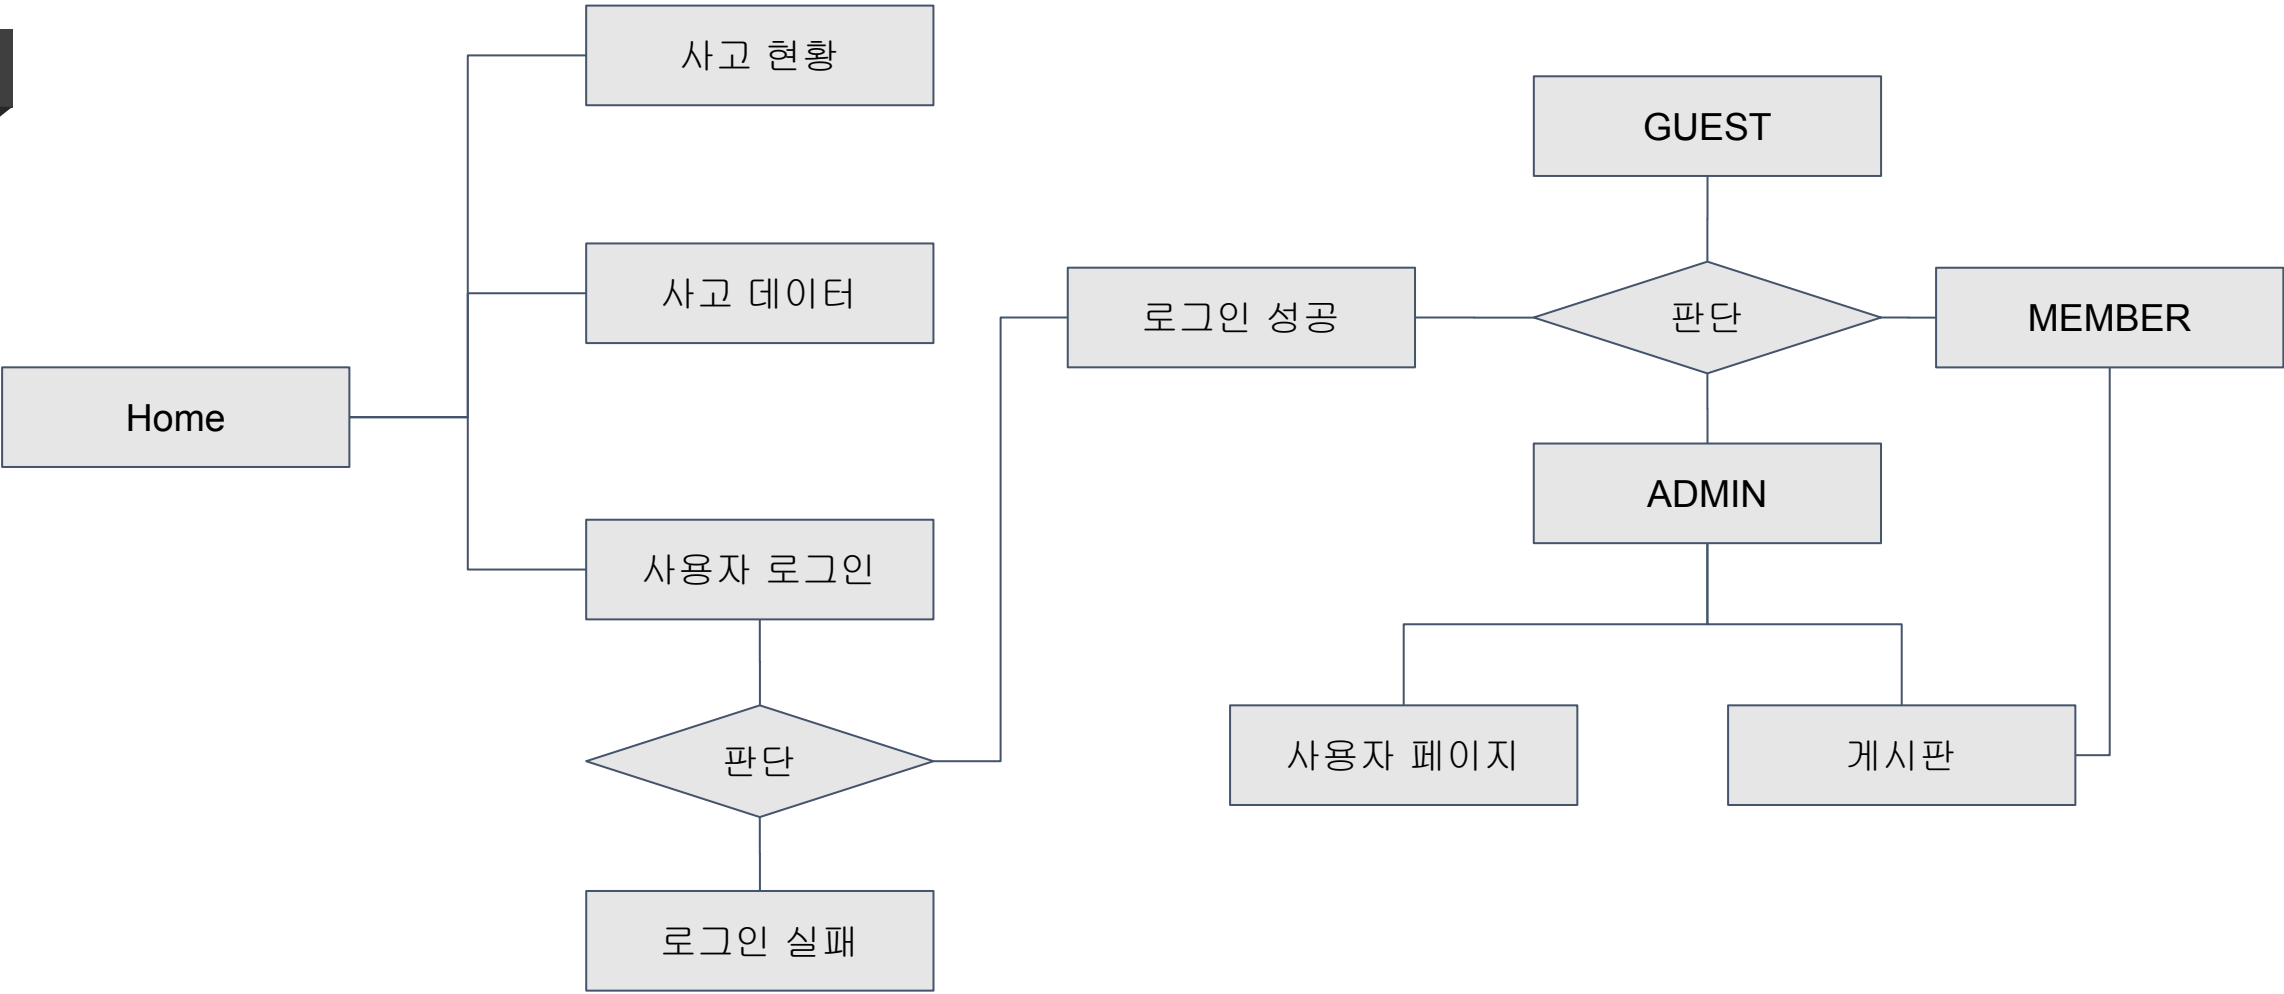 사고 현황
사고 데이터
Home
사용자 로그인
판단
로그인 실패
로그인 성공
GUEST
판단
MEMBER
ADMIN
사용자 페이지
게시판